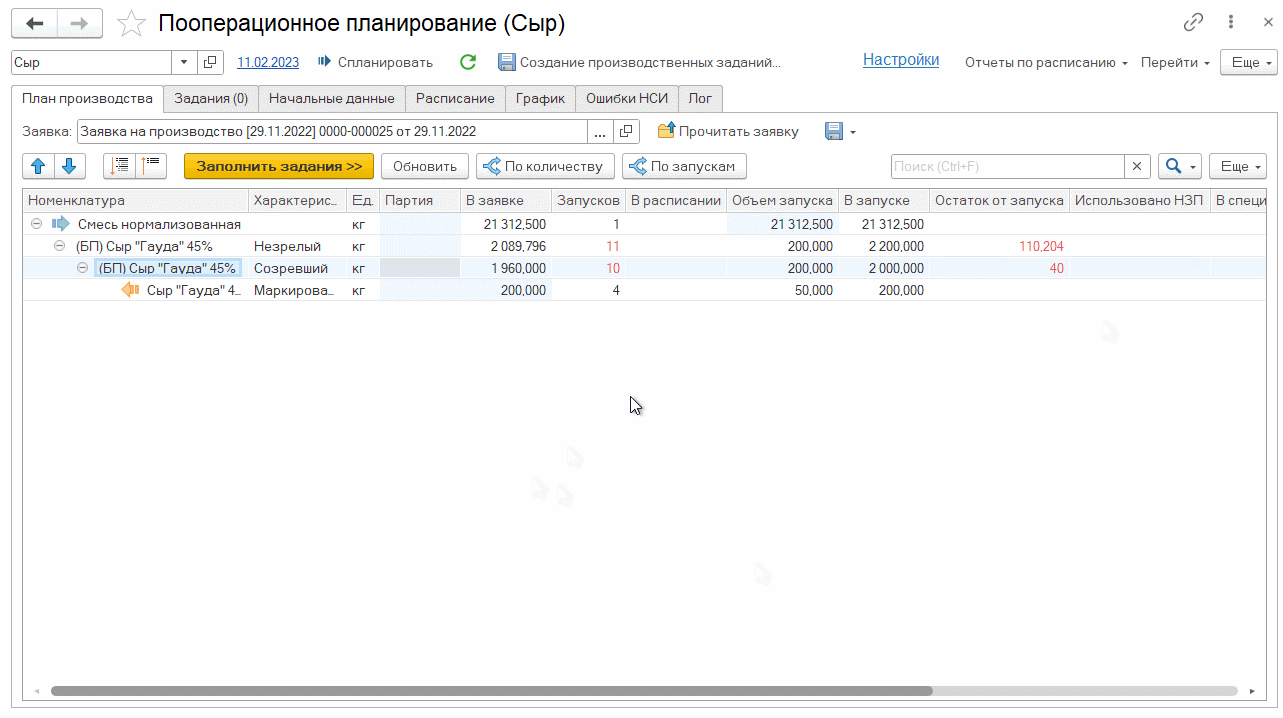 Пооперационное планирование (Сыр)
Сыр 11.02.2023 Спланировать Создание производственных заданий... Настройки Отчеты по расписанию Перейти Еще
План производства Задания (0) Начальные данные Расписание График Ошибки НСИ Лог
Заявка: Заявка на производство [29.11.2022] 0000-000025 от 29.11.2022 ... Прочитать заявку
Заполнить задания >> Обновить По количеству По запускам Поиск (Ctrl+F) × Еще
Номенклатура Характерис... Ед. Партия В заявке Запусков В расписании Объем запуска В запуске Остаток от запуска Использовано НЗП В специ
Смесь нормализованная кг 21 312,500 1 21 312,500 21 312,500
(БП) Сыр "Гауда" 45% Незрелый кг 2 089,796 11 200,000 2 200,000 110,204
(БП) Сыр "Гауда" 45% Созревший кг 1 960,000 10 200,000 2 000,000 40
Сыр "Гауда" 4... Маркирова... кг 200,000 4 50,000 200,000